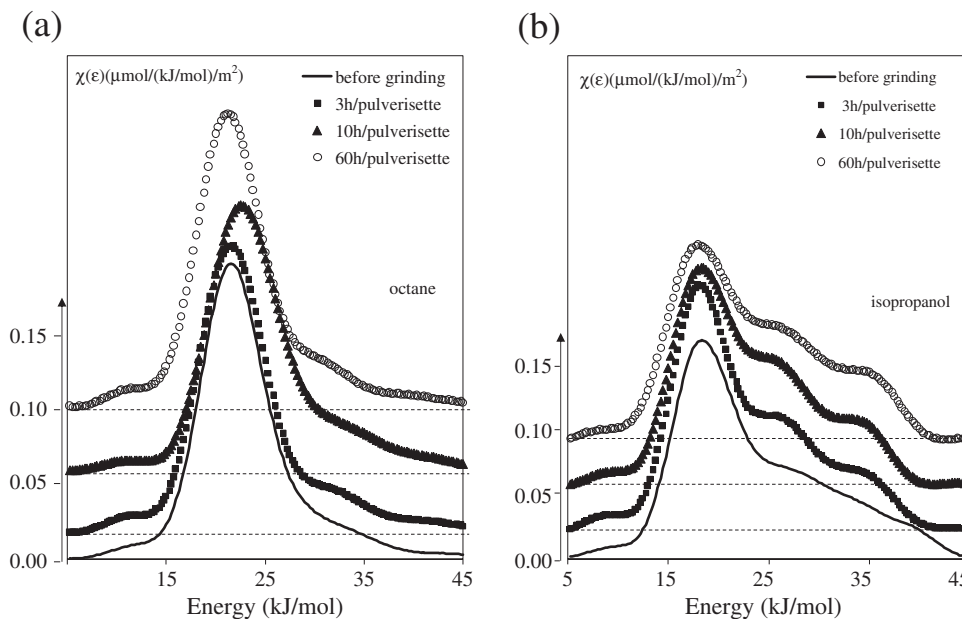 (a)
χ(ε)(μmol/(kJ/mol)/m²)
before grinding
3h/pulverisette
10h/pulverisette
60h/pulverisette
octane
0.15
0.10
0.05
0.00
15 25 35 45
Energy (kJ/mol)
(b)
χ(ε)(μmol/(kJ/mol)/m²)
before grinding
3h/pulverisette
10h/pulverisette
60h/pulverisette
isopropanol
0.15
0.10
0.05
0.00
5 15 25 35 45
Energy (kJ/mol)